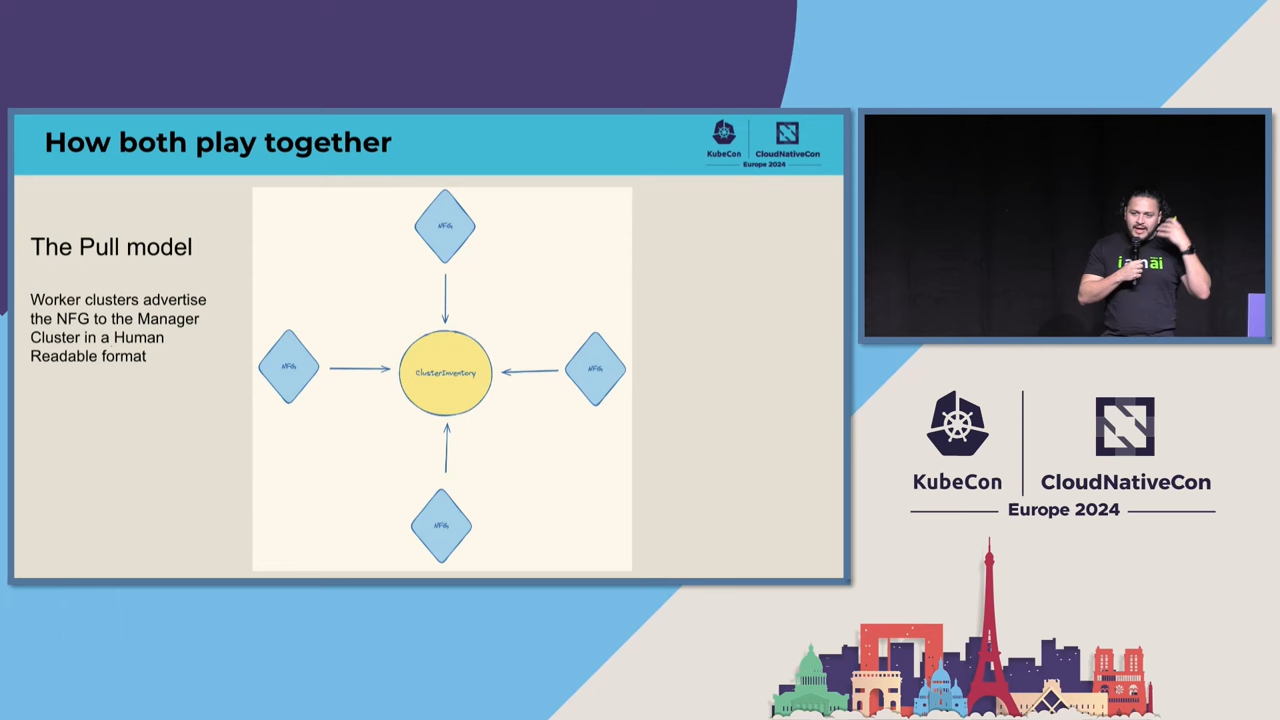 How both play together
KubeCon
CloudNativeCon
Europe 2024
The Pull model
Worker clusters advertise
the NFG to the Manager
Cluster in a Human
Readable format
NFG
NFG
ClusterInventory
NFG
NFG
KubeCon
CloudNativeCon
Europe 2024